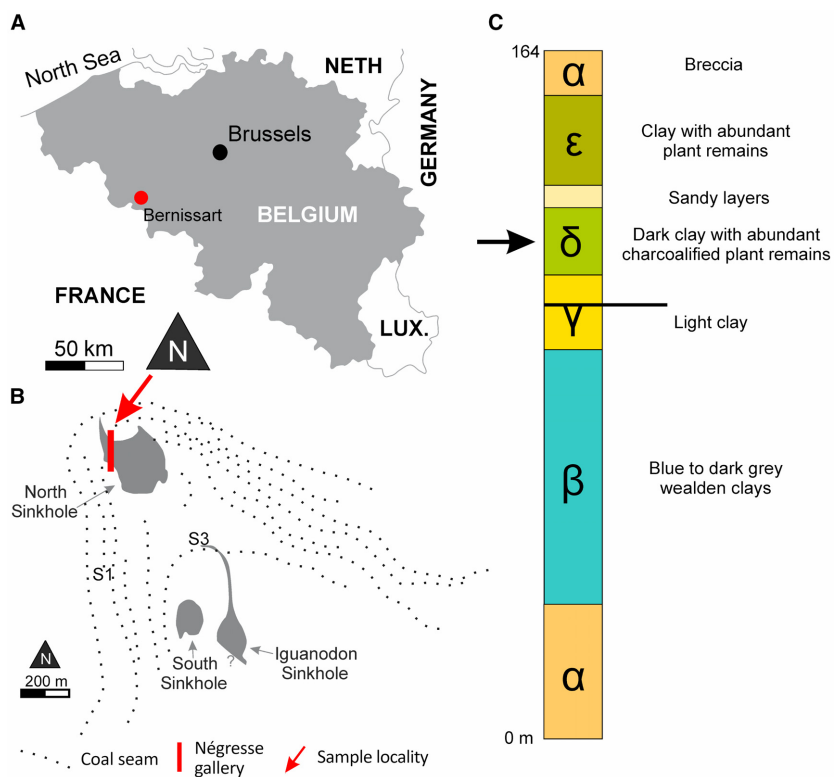 A
North Sea
NETH
GERMANY
Brussels
Bernissart
BELGIUM
FRANCE
LUX.
50 km
N
B
North
Sinkhole
S1
S3
N
200 m
South
Sinkhole
?
Iguanodon
Sinkhole
Coal seam
Négresse
gallery
Sample locality
C
164
α
Breccia
ε
Clay with abundant
plant remains
Sandy layers
δ
Dark clay with abundant
charcoalified plant remains
γ
Light clay
β
Blue to dark grey
wealden clays
α
0 m